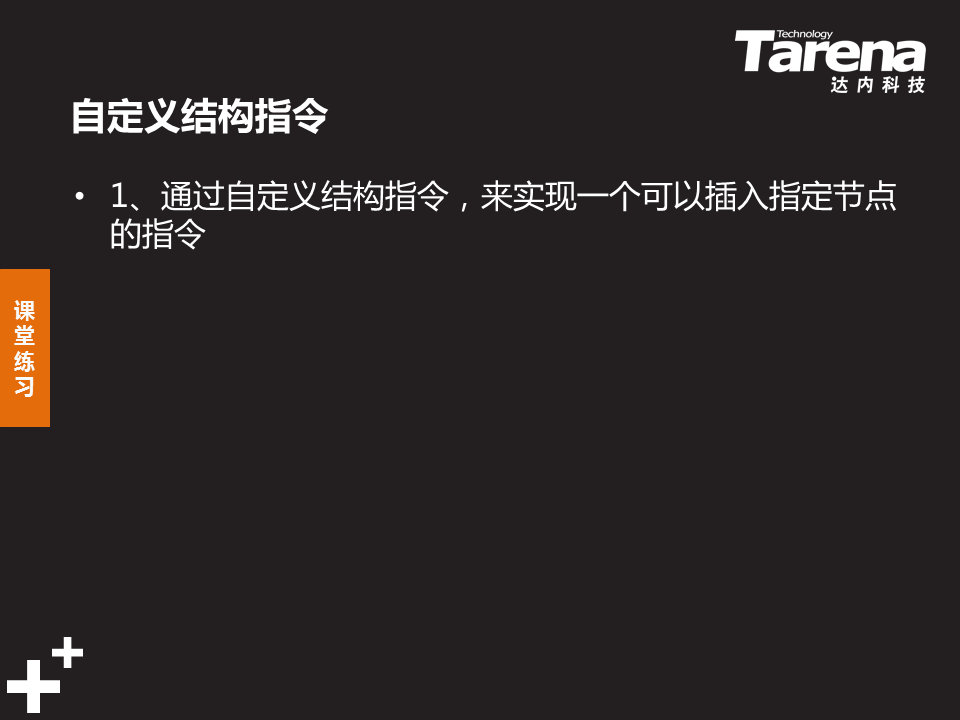 Technology
Tarena
达内科技
自定义结构指令
• 1、通过自定义结构指令，来实现一个可以插入指定节点
的指令
课
堂
练
习